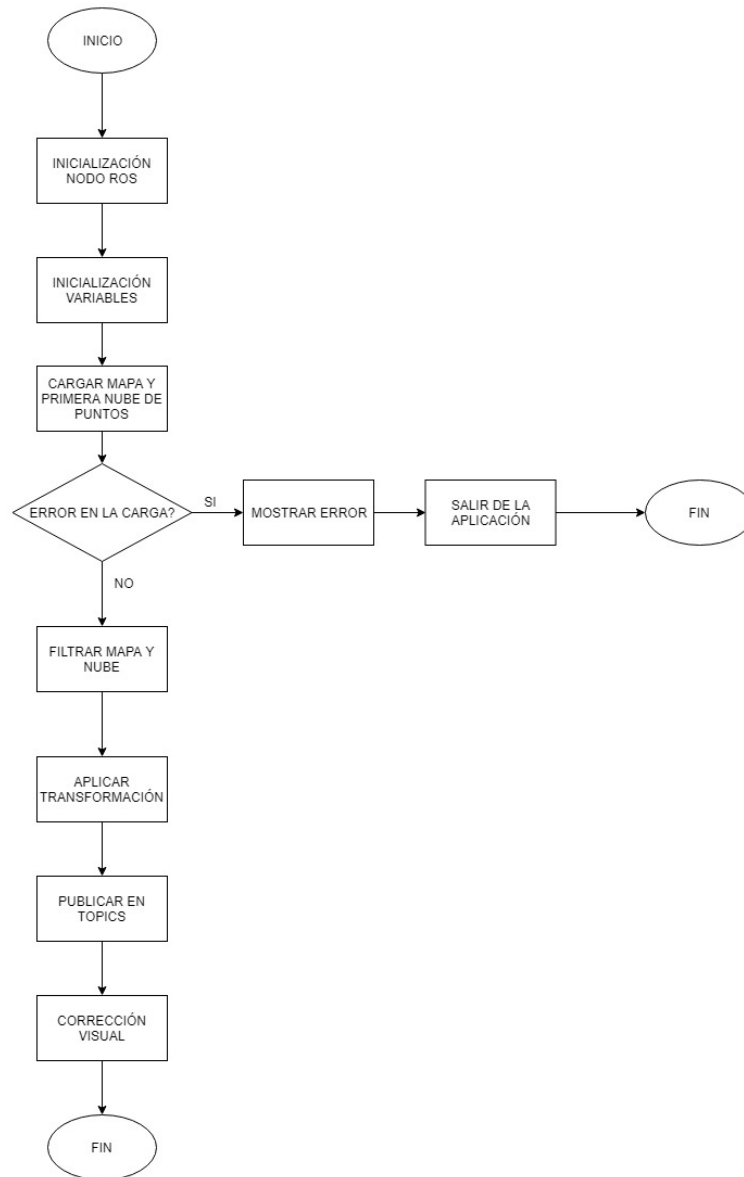 INICIO
INICIALIZACIÓN
NODO ROS
INICIALIZACIÓN
VARIABLES
CARGAR MAPA Y
PRIMERA NUBE DE
PUNTOS
ERROR EN LA CARGA?
SI
MOSTRAR ERROR
SALIR DE LA
APLICACIÓN
FIN
NO
FILTRAR MAPA Y
NUBE
APLICAR
TRANSFORMACIÓN
PUBLICAR EN
TOPICS
CORRECCIÓN
VISUAL
FIN